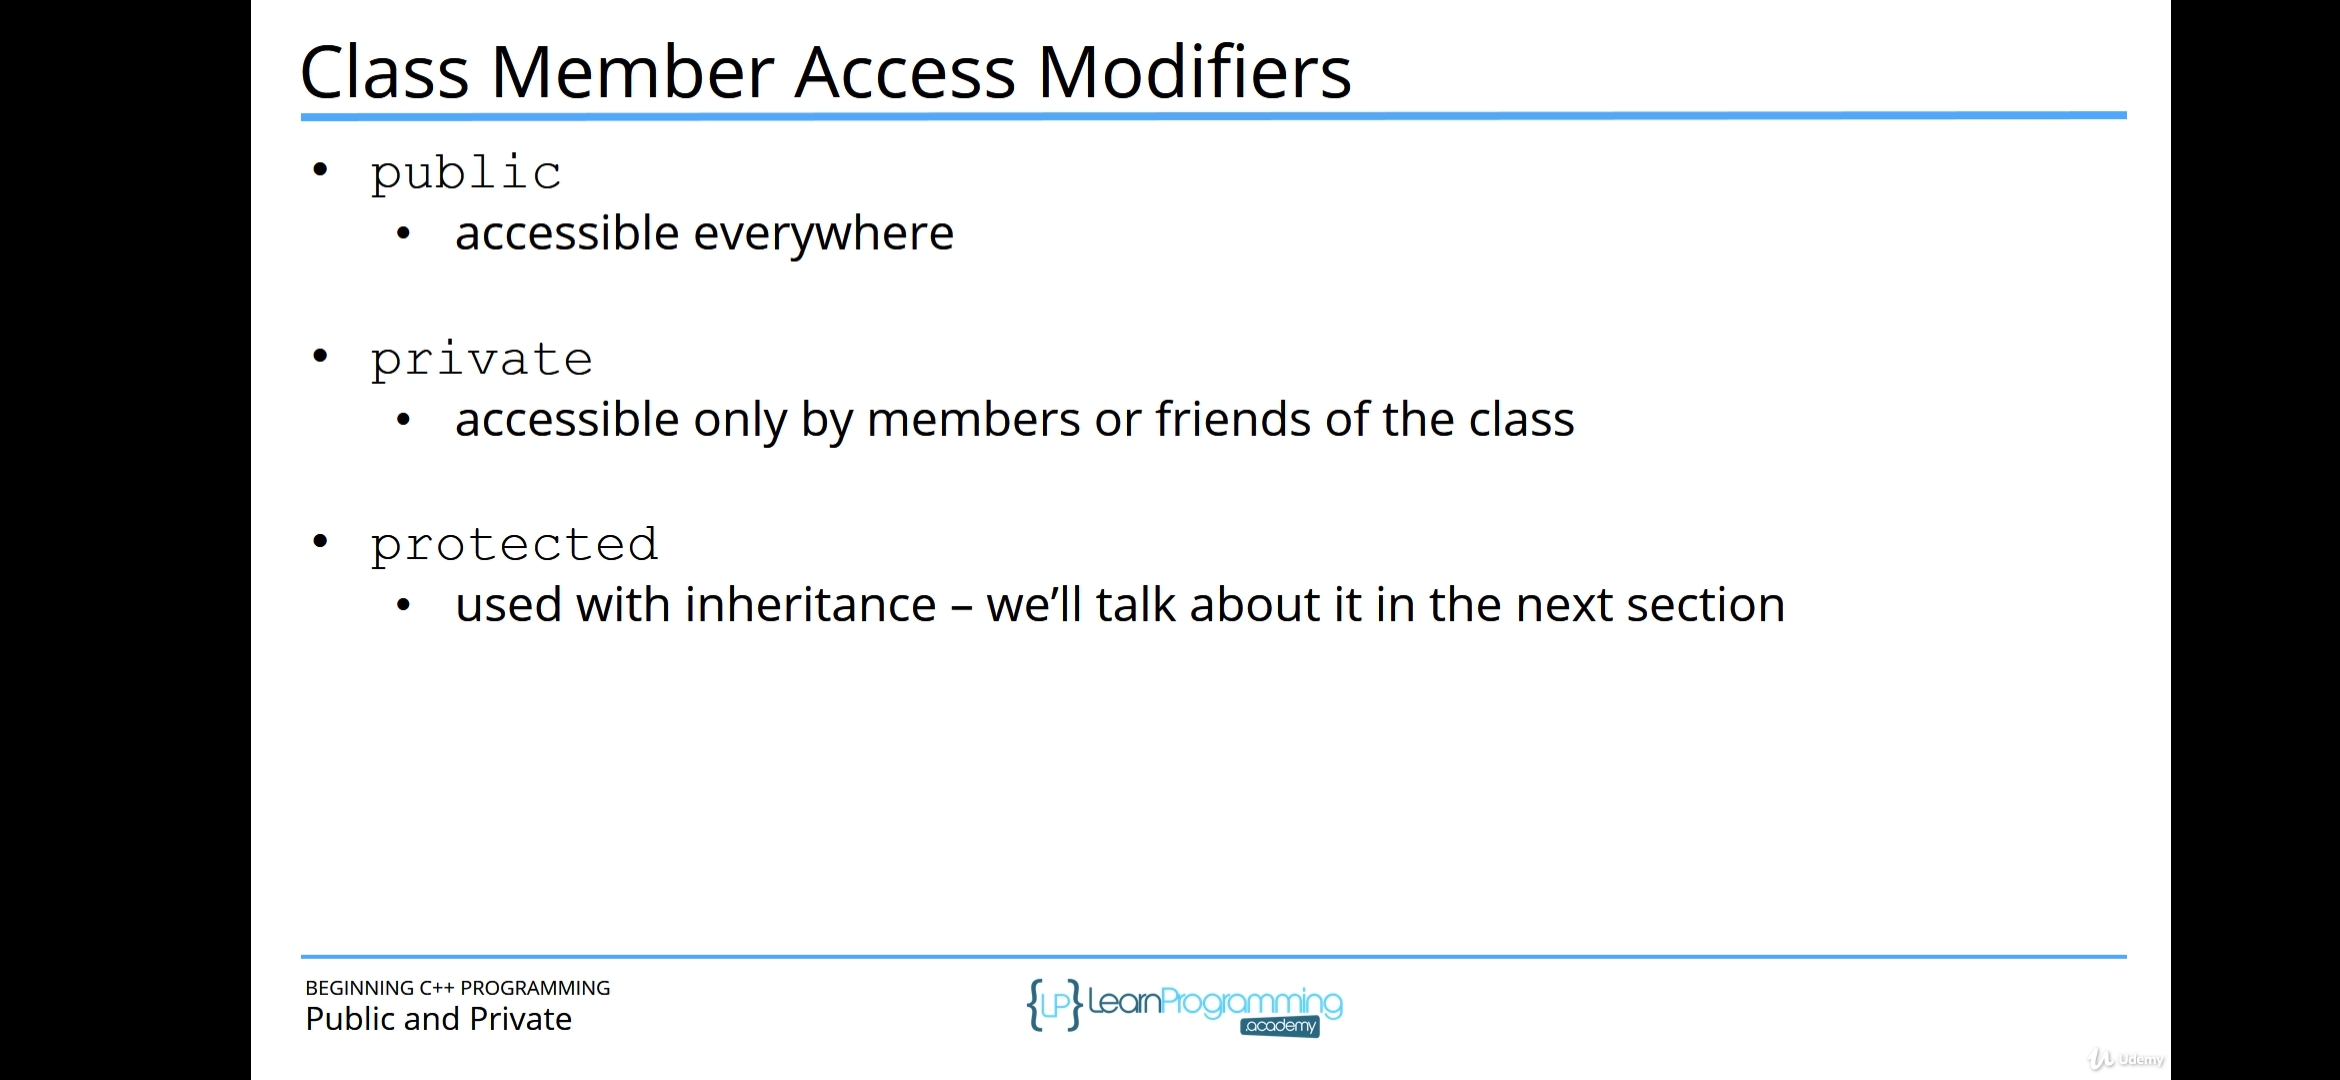 Class Member Access Modifiers
• public
• accessible everywhere
• private
• accessible only by members or friends of the class
• protected
• used with inheritance – we’ll talk about it in the next section
BEGINNING C++ PROGRAMMING
Public and Private
{LP} LearnProgramming
academy
Udemy